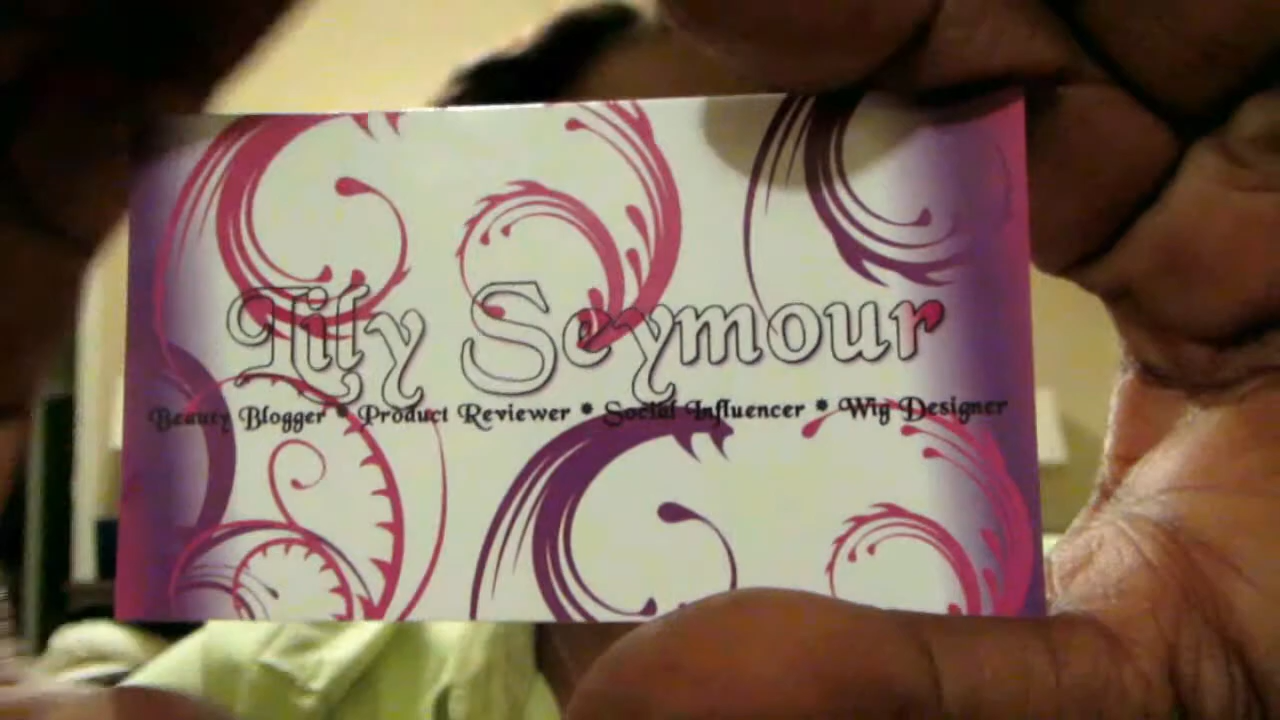 Lily Seymour
Beauty Blogger * Product Reviewer * Social Influencer * Wig Designer